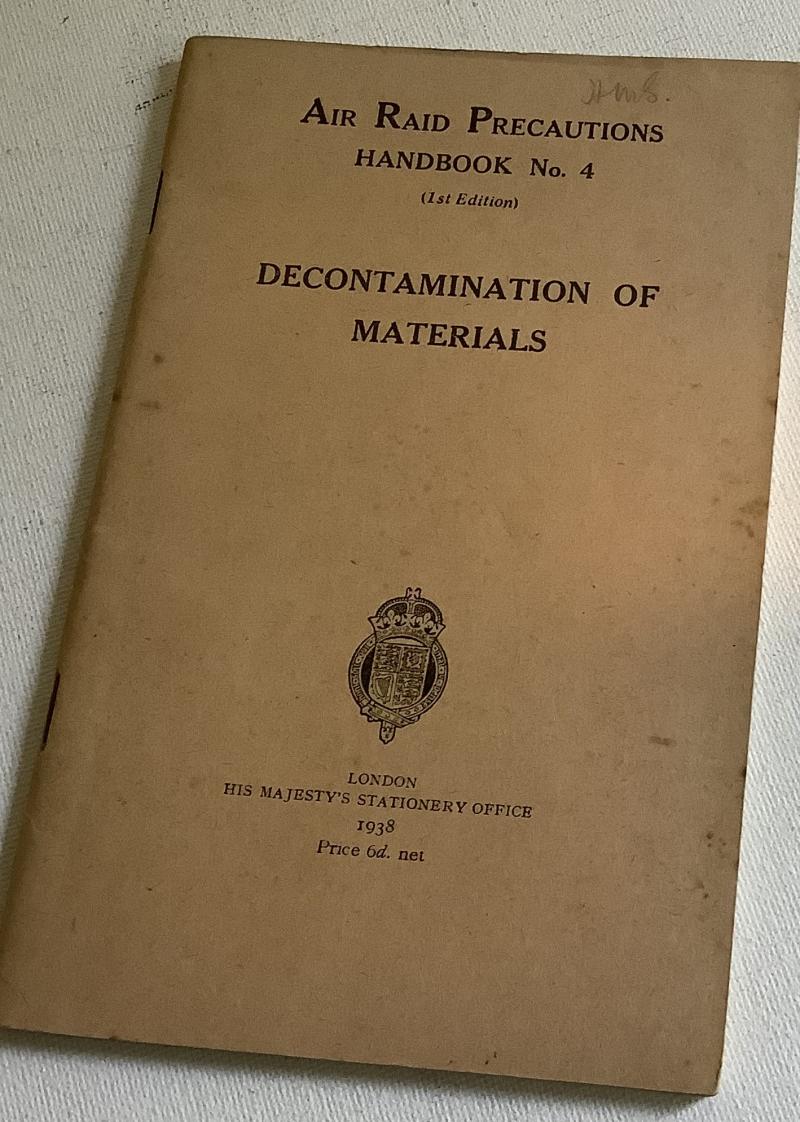 AIR RAID PRECAUTIONS
HANDBOOK No. 4
(1st Edition)
DECONTAMINATION OF
MATERIALS
LONDON
HIS MAJESTY'S STATIONERY OFFICE
1938
Price 6d. net